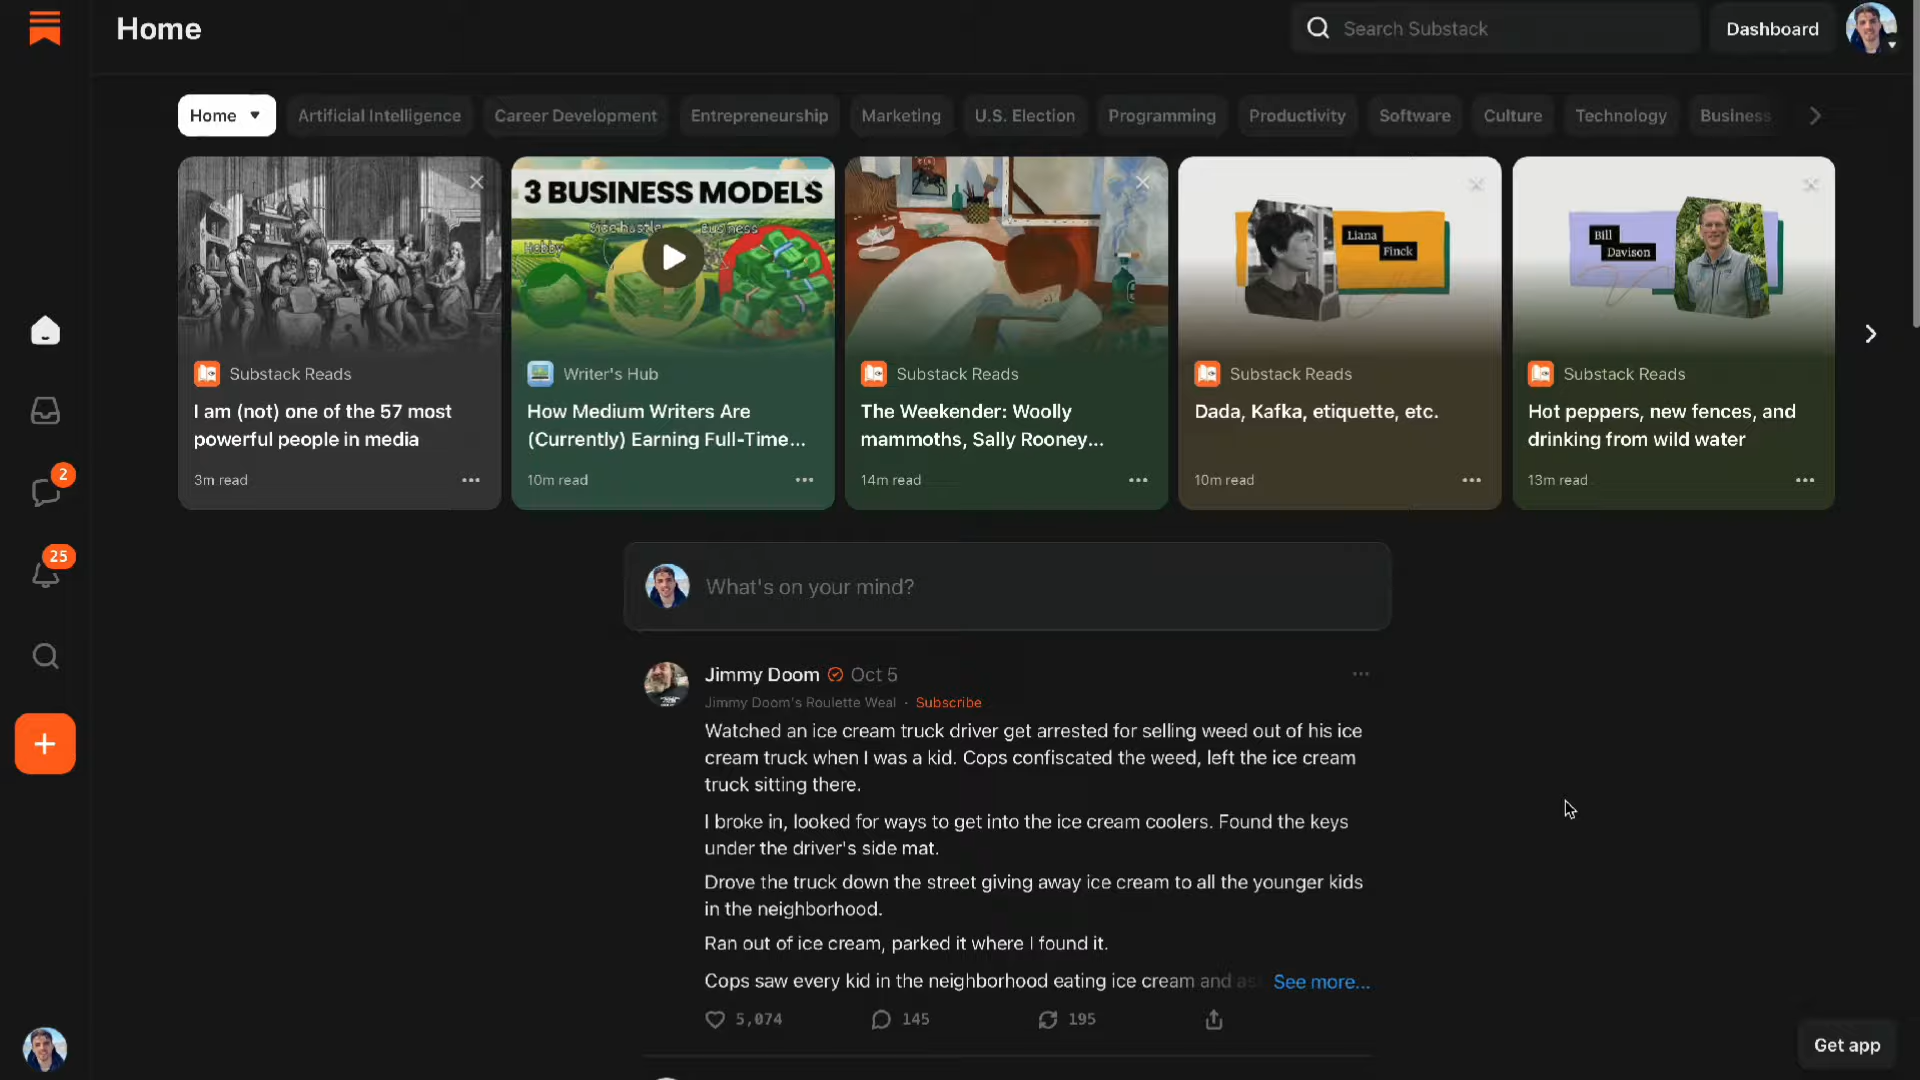 Home
Search Substack
Dashboard
Home
Artificial Intelligence
Career Development
Entrepreneurship
Marketing
U.S. Election
Programming
Productivity
Software
Culture
Technology
Business
3 BUSINESS MODELS
Hobby
Side hustle
Business
Liana
Finck
Bill
Davison
Substack Reads
I am (not) one of the 57 most
powerful people in media
3m read
Writer's Hub
How Medium Writers Are
(Currently) Earning Full-Time...
10m read
Substack Reads
The Weekender: Woolly
mammoths, Sally Rooney...
14m read
Substack Reads
Dada, Kafka, etiquette, etc.
10m read
Substack Reads
Hot peppers, new fences, and
drinking from wild water
13m read
2
25
What's on your mind?
Jimmy Doom Oct 5
Jimmy Doom's Roulette Weal · Subscribe
Watched an ice cream truck driver get arrested for selling weed out of his ice
cream truck when I was a kid. Cops confiscated the weed, left the ice cream
truck sitting there.
I broke in, looked for ways to get into the ice cream coolers. Found the keys
under the driver's side mat.
Drove the truck down the street giving away ice cream to all the younger kids
in the neighborhood.
Ran out of ice cream, parked it where I found it.
Cops saw every kid in the neighborhood eating ice cream and See more...
5,074 145 195
Get app